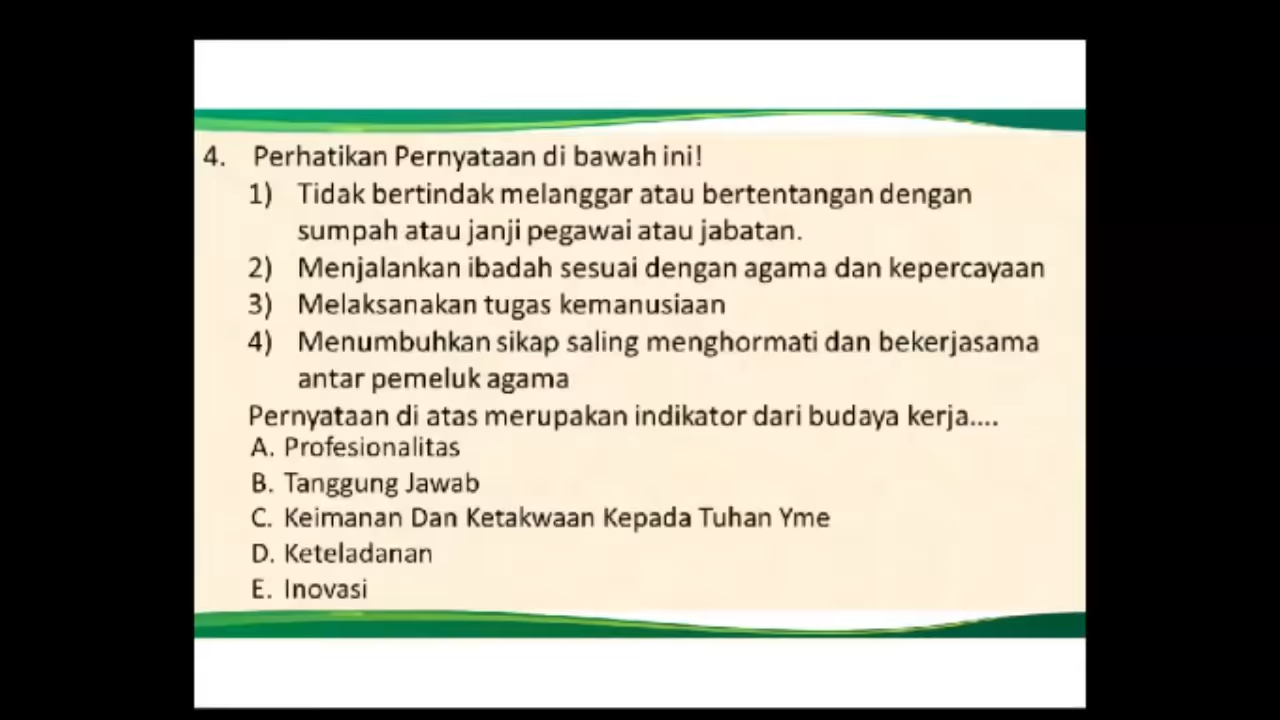 4. Perhatikan Pernyataan di bawah ini!
1) Tidak bertindak melanggar atau bertentangan dengan
sumpah atau janji pegawai atau jabatan.
2) Menjalankan ibadah sesuai dengan agama dan kepercayaan
3) Melaksanakan tugas kemanusiaan
4) Menumbuhkan sikap saling menghormati dan bekerjasama
antar pemeluk agama
Pernyataan di atas merupakan indikator dari budaya kerja....
A. Profesionalitas
B. Tanggung Jawab
C. Keimanan Dan Ketakwaan Kepada Tuhan Yme
D. Keteladanan
E. Inovasi